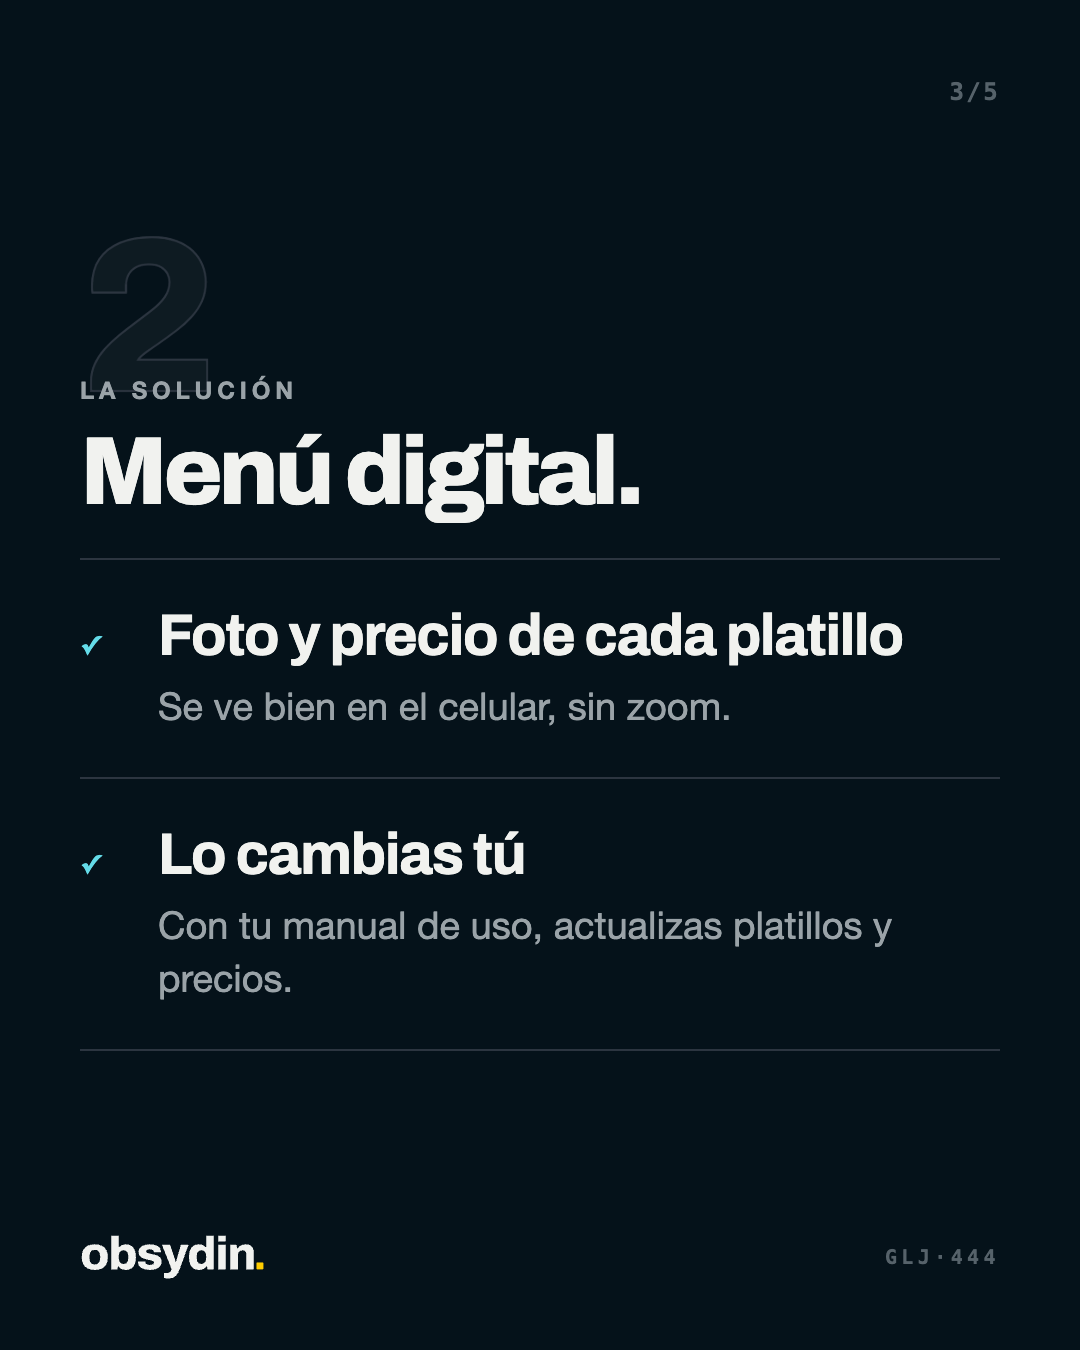 3/5
2
LA SOLUCIÓN
Menú digital.
✓ Foto y precio de cada platillo
Se ve bien en el celular, sin zoom.
✓ Lo cambias tú
Con tu manual de uso, actualizas platillos y
precios.
obsydin.
GLJ·444